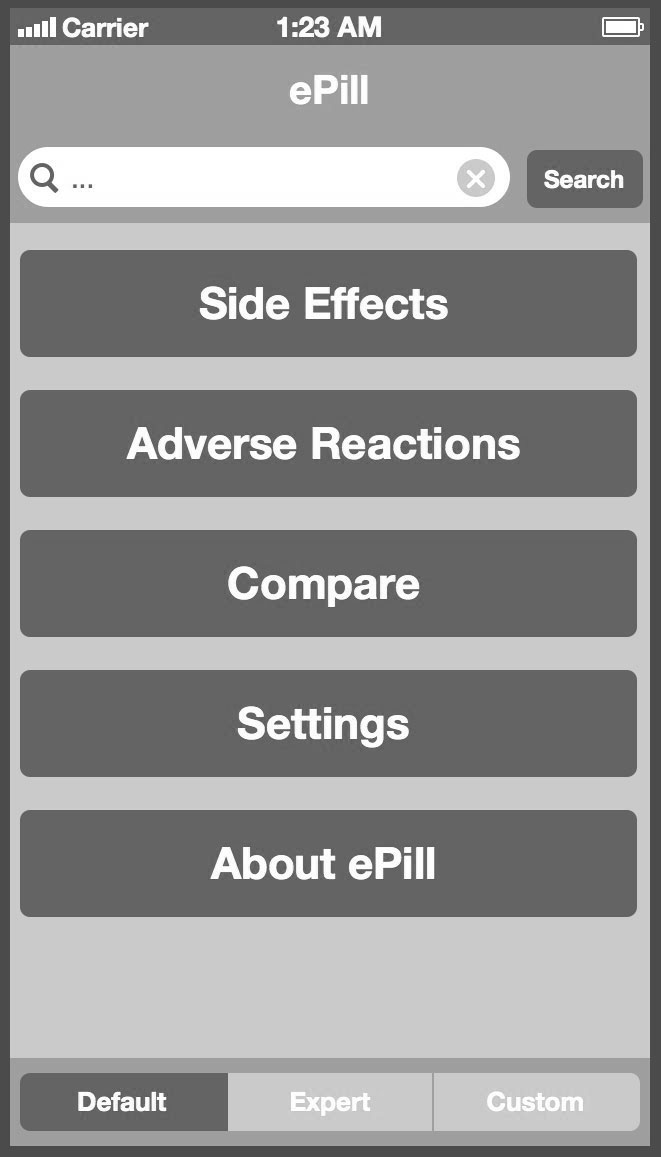 Carrier 1:23 AM
ePill
... Search
Side Effects
Adverse Reactions
Compare
Settings
About ePill
Default Expert Custom